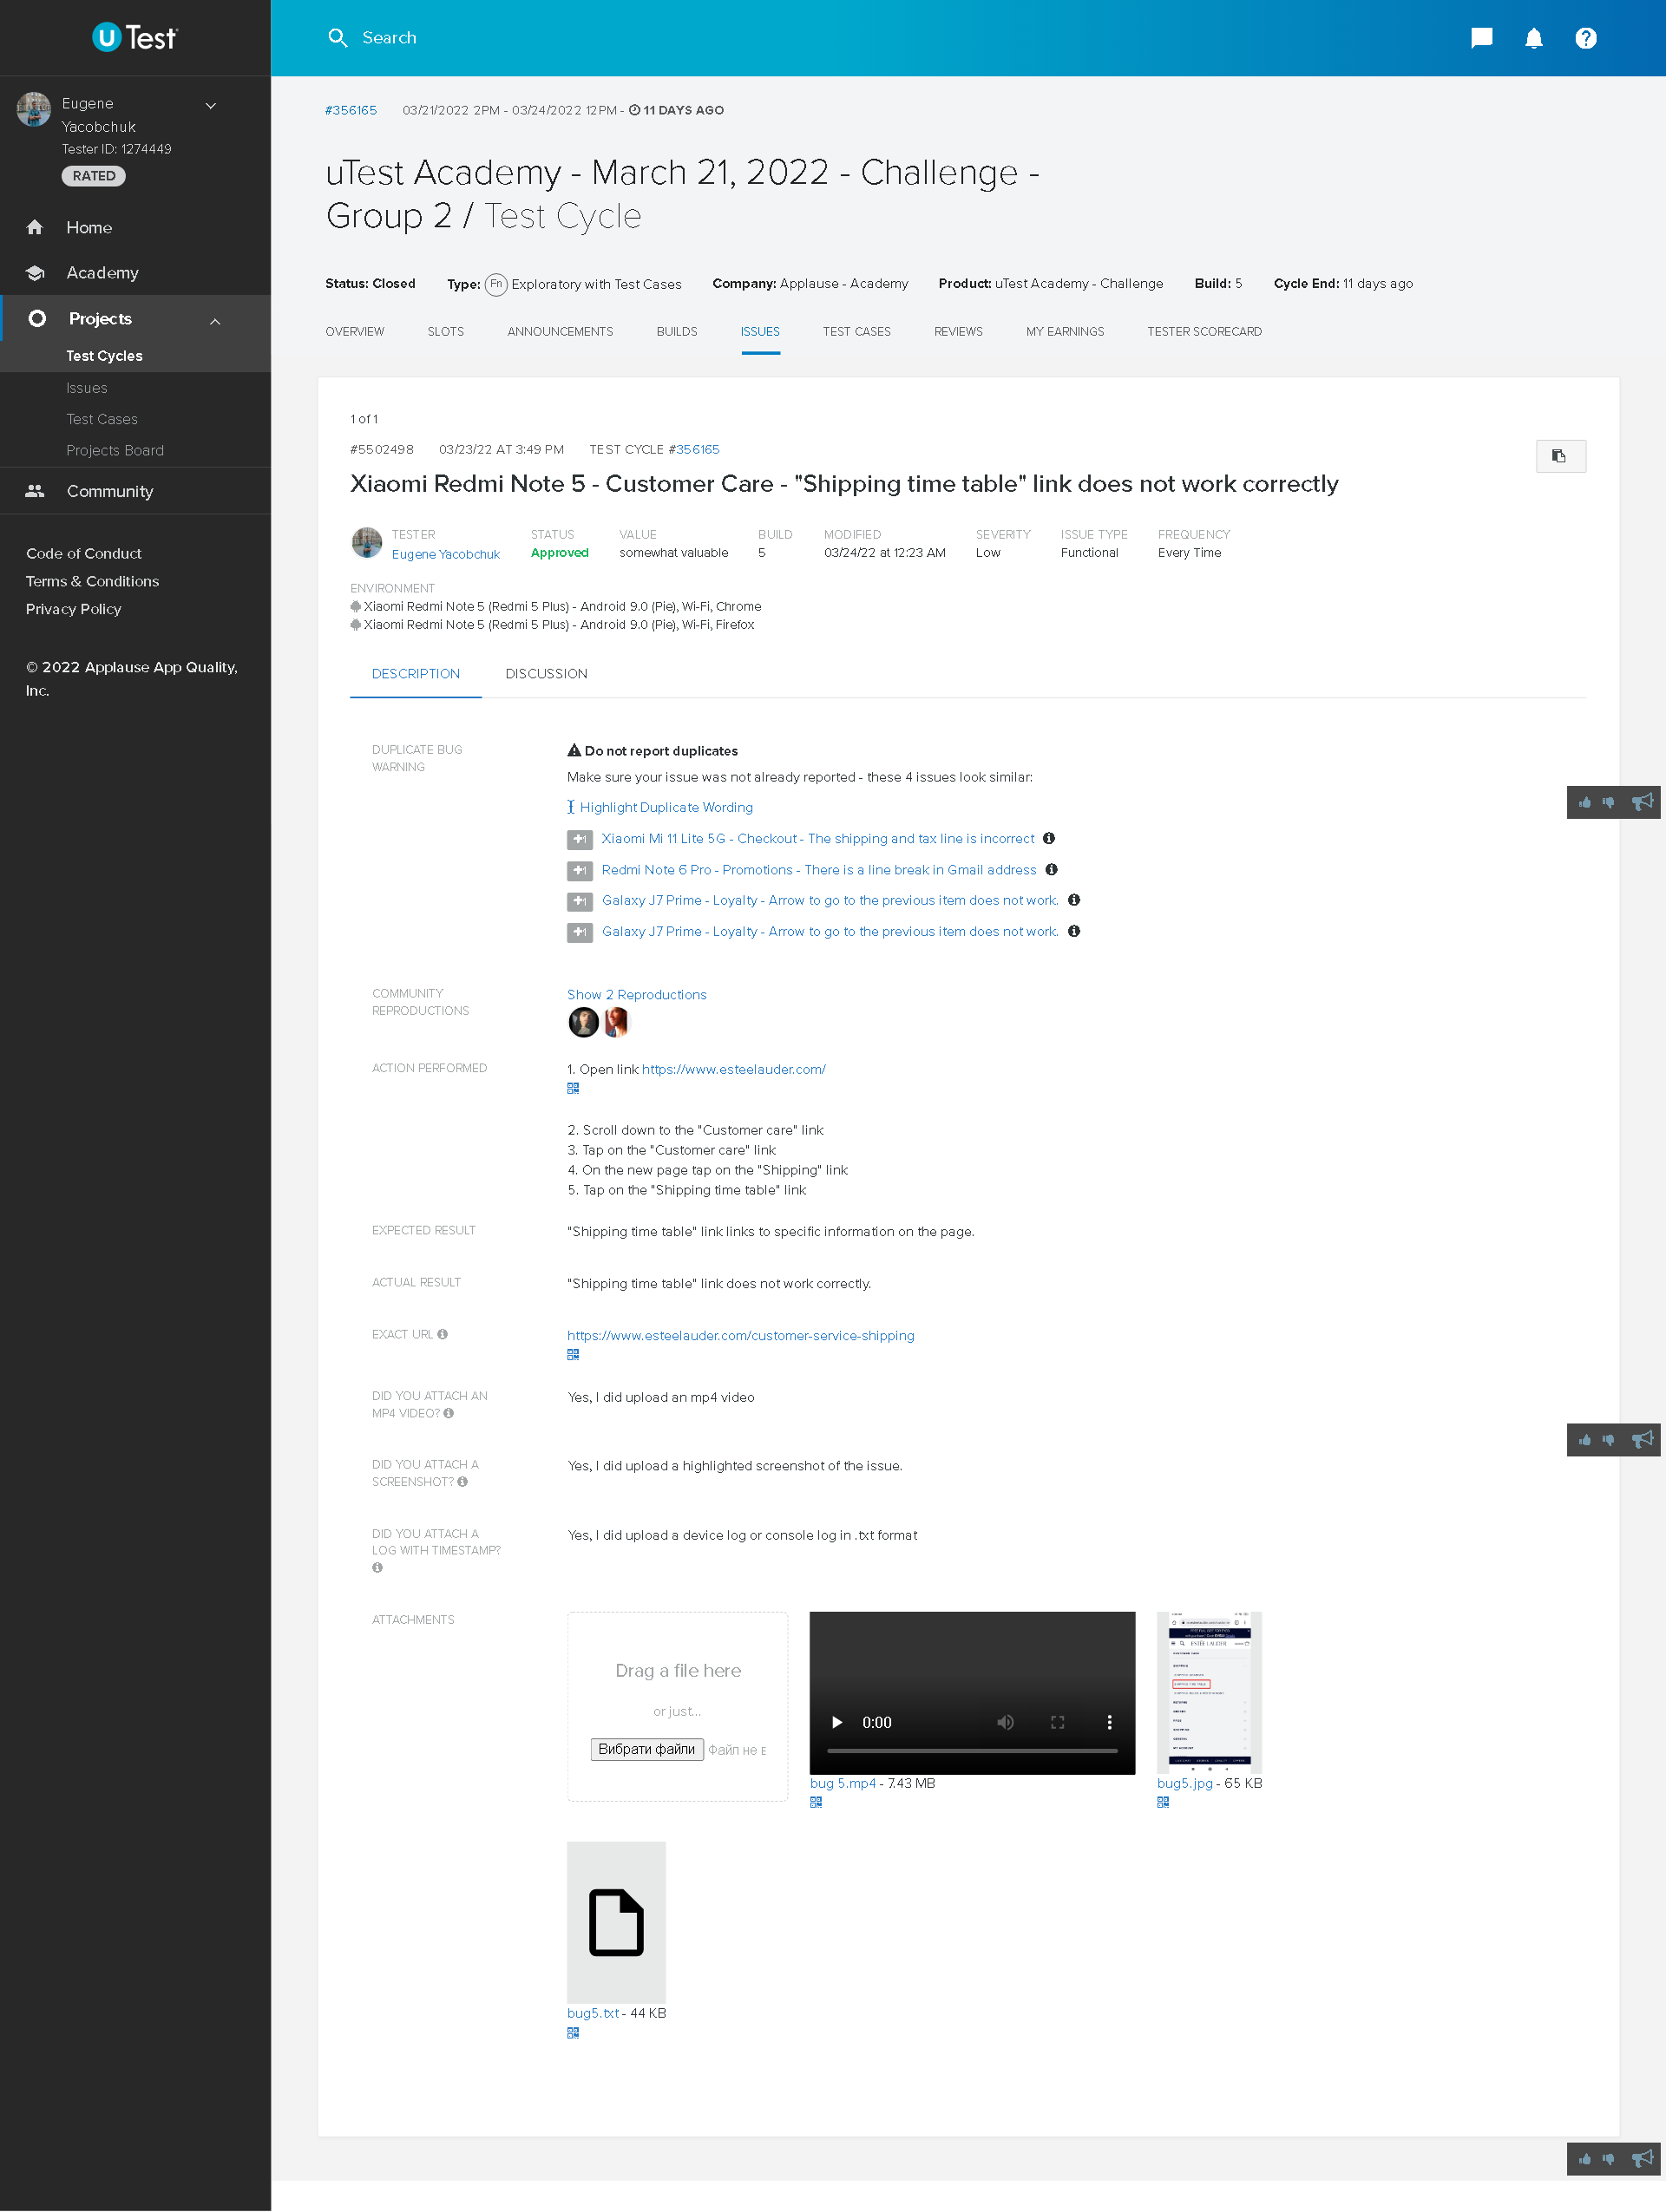 uTest
Search
Eugene
Yacobchuk
Tester ID: 1274449
RATED
Home
Academy
Projects
Test Cycles
Issues
Test Cases
Projects Board
Community
Code of Conduct
Terms & Conditions
Privacy Policy
© 2022 Applause App Quality,
Inc.
#356165 03/21/2022 2PM - 03/24/2022 12PM - 11 DAYS AGO
uTest Academy - March 21, 2022 - Challenge -
Group 2 / Test Cycle
Status: Closed Type: Fn Exploratory with Test Cases Company: Applause - Academy Product: uTest Academy - Challenge Build: 5 Cycle End: 11 days ago
OVERVIEW SLOTS ANNOUNCEMENTS BUILDS ISSUES TEST CASES REVIEWS MY EARNINGS TESTER SCORECARD
1 of 1
#5502498 03/23/22 AT 3:49 PM TEST CYCLE #356165
Xiaomi Redmi Note 5 - Customer Care - "Shipping time table" link does not work correctly
TESTER STATUS VALUE BUILD MODIFIED SEVERITY ISSUE TYPE FREQUENCY
Eugene Yacobchuk Approved somewhat valuable 5 03/24/22 at 12:23 AM Low Functional Every Time
ENVIRONMENT
Xiaomi Redmi Note 5 (Redmi 5 Plus) - Android 9.0 (Pie), Wi-Fi, Chrome
Xiaomi Redmi Note 5 (Redmi 5 Plus) - Android 9.0 (Pie), Wi-Fi, Firefox
DESCRIPTION DISCUSSION
DUPLICATE BUG
WARNING
Do not report duplicates
Make sure your issue was not already reported - these 4 issues look similar:
Highlight Duplicate Wording
+1 Xiaomi Mi 11 Lite 5G - Checkout - The shipping and tax line is incorrect
+1 Redmi Note 6 Pro - Promotions - There is a line break in Gmail address
+1 Galaxy J7 Prime - Loyalty - Arrow to go to the previous item does not work.
+1 Galaxy J7 Prime - Loyalty - Arrow to go to the previous item does not work.
COMMUNITY
REPRODUCTIONS
Show 2 Reproductions
ACTION PERFORMED
1. Open link https://www.esteelauder.com/
2. Scroll down to the "Customer care" link
3. Tap on the "Customer care" link
4. On the new page tap on the "Shipping" link
5. Tap on the "Shipping time table" link
EXPECTED RESULT
"Shipping time table" link links to specific information on the page.
ACTUAL RESULT
"Shipping time table" link does not work correctly.
EXACT URL
https://www.esteelauder.com/customer-service-shipping
DID YOU ATTACH AN
MP4 VIDEO?
Yes, I did upload an mp4 video
DID YOU ATTACH A
SCREENSHOT?
Yes, I did upload a highlighted screenshot of the issue.
DID YOU ATTACH A
LOG WITH TIMESTAMP?
Yes, I did upload a device log or console log in .txt format
ATTACHMENTS
Drag a file here
or just...
Вибрати файли Файл не в
0:00
ESTĒE LAUDER
bug 5.mp4 - 7.43 MB
bug5.jpg - 65 KB
bug5.txt - 44 KB